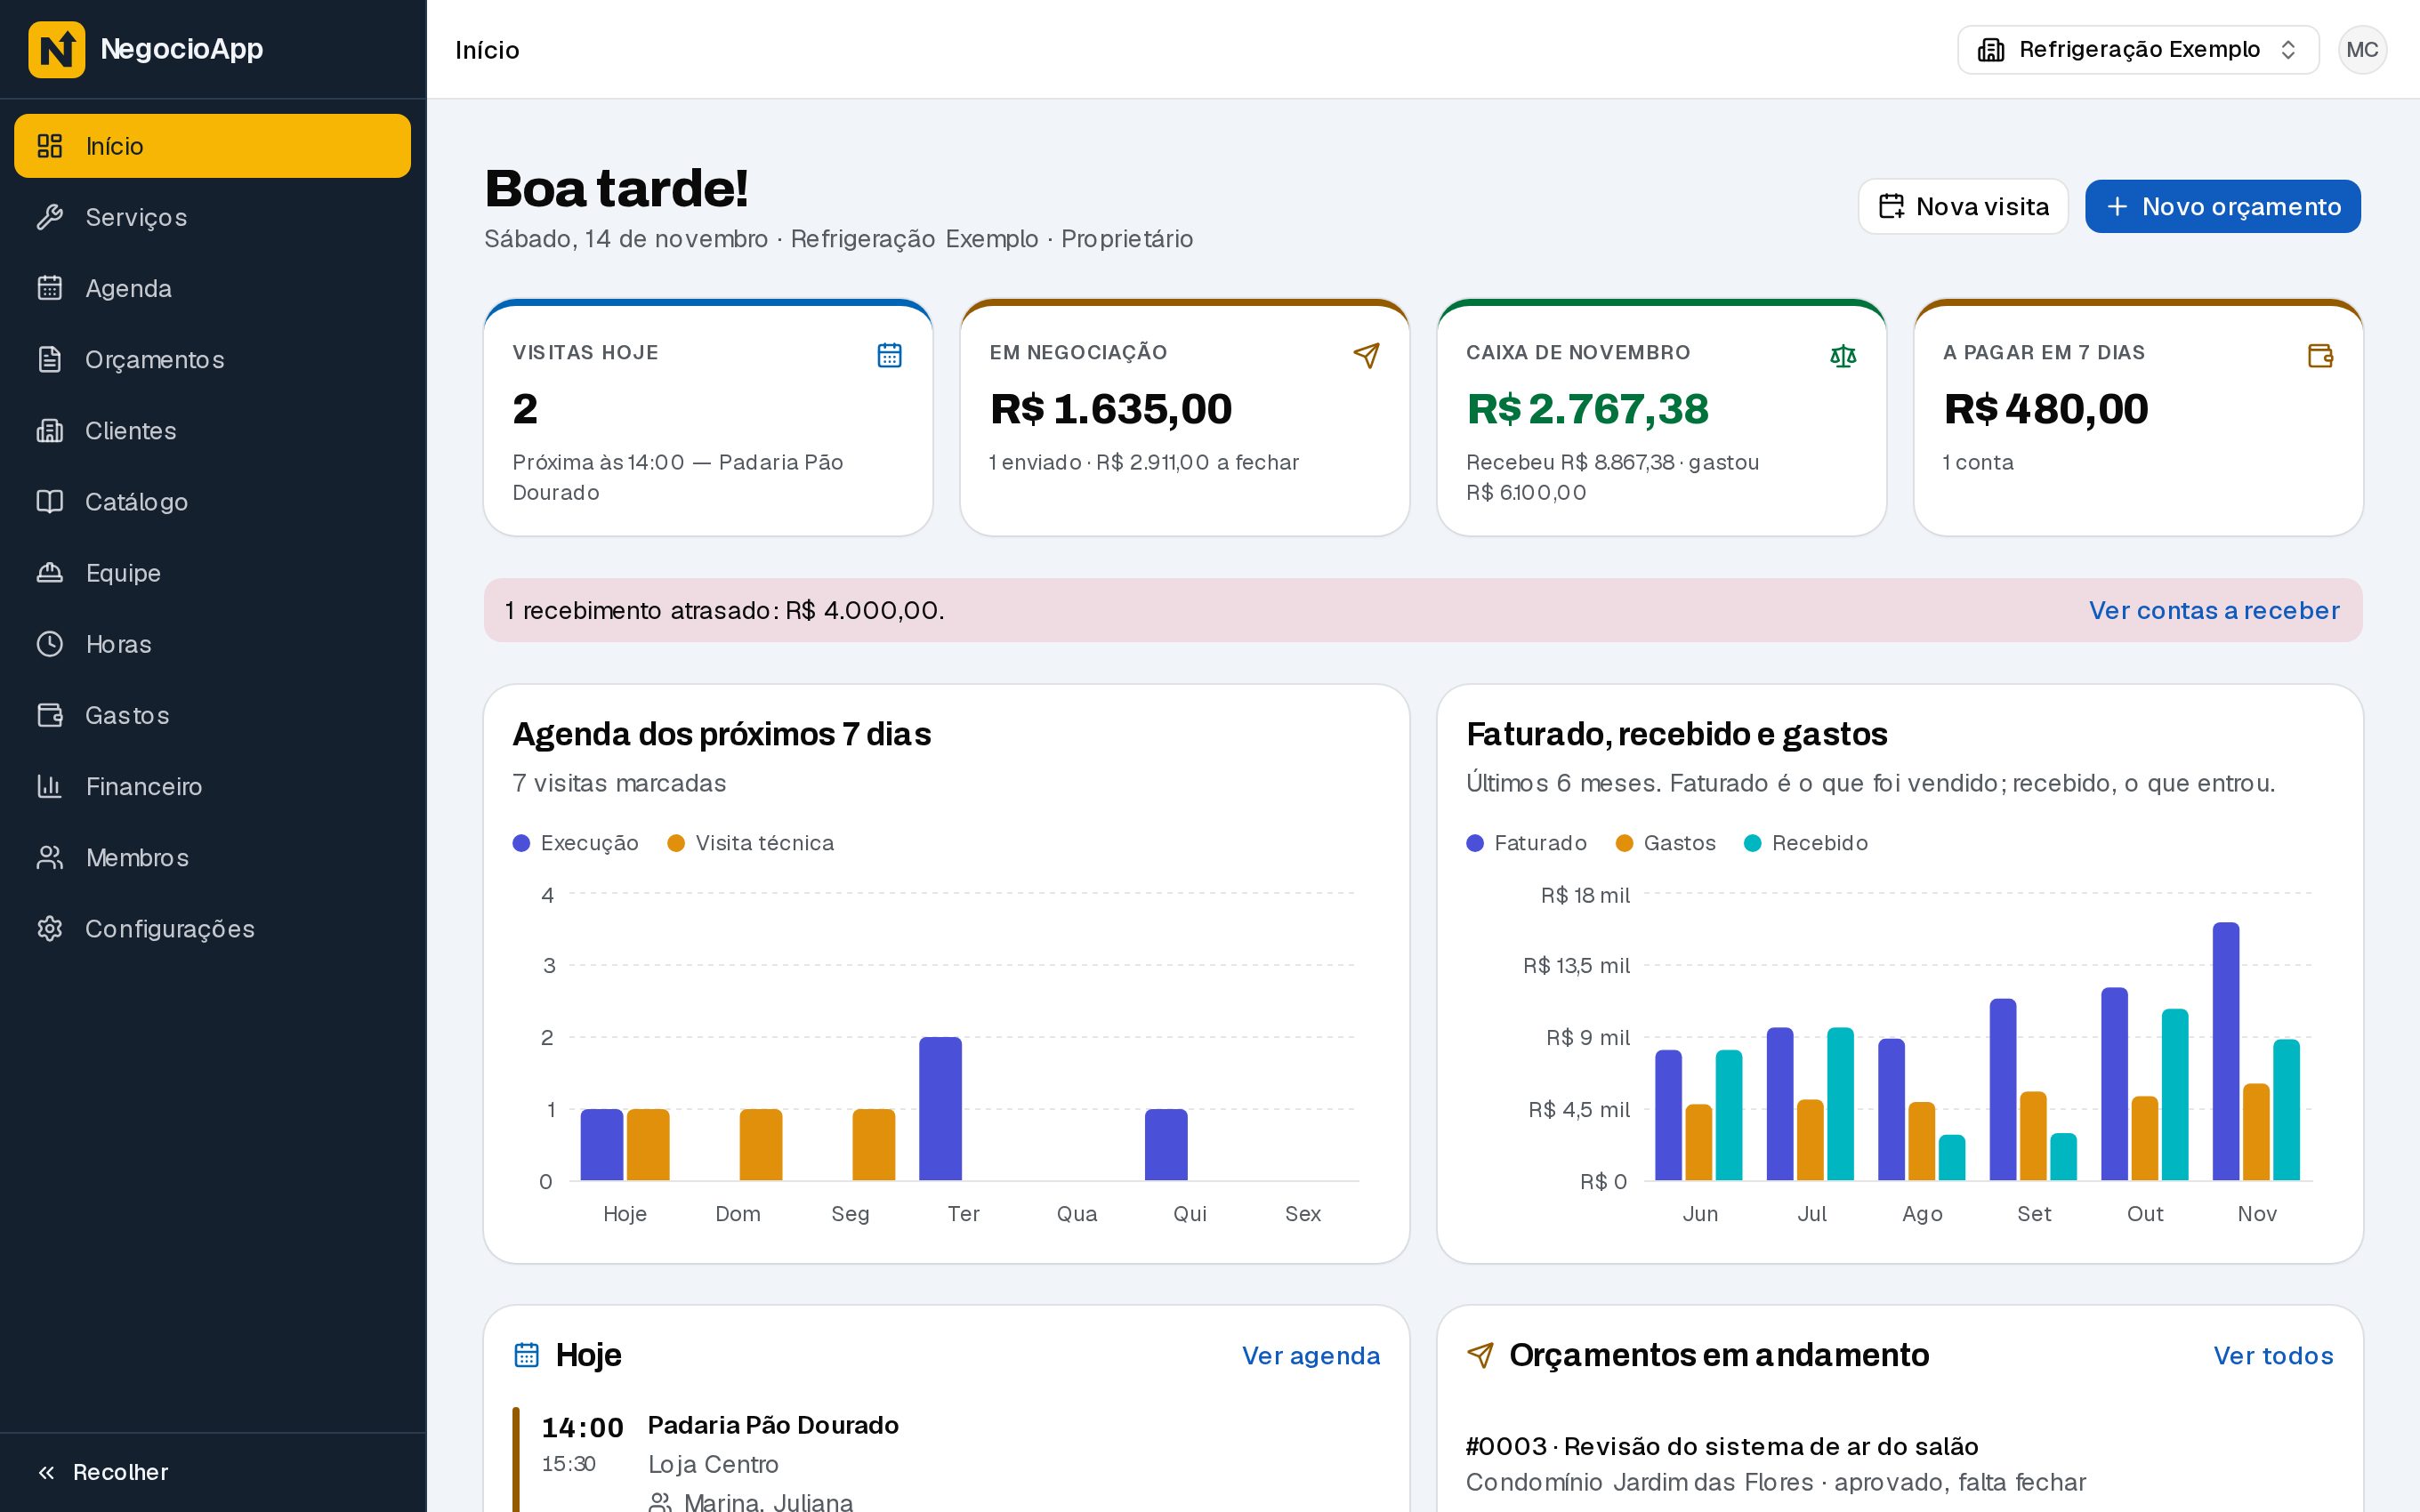 NegocioApp
Início
Serviços
Agenda
Orçamentos
Clientes
Catálogo
Equipe
Horas
Gastos
Financeiro
Membros
Configurações
Recolher
Início
Refrigeração Exemplo
MC
Boa tarde!
Sábado, 14 de novembro · Refrigeração Exemplo · Proprietário
Nova visita
Novo orçamento
VISITAS HOJE
2
Próxima às 14:00 — Padaria Pão
Dourado
EM NEGOCIAÇÃO
R$ 1.635,00
1 enviado · R$ 2.911,00 a fechar
CAIXA DE NOVEMBRO
R$ 2.767,38
Recebeu R$ 8.867,38 · gastou
R$ 6.100,00
A PAGAR EM 7 DIAS
R$ 480,00
1 conta
1 recebimento atrasado: R$ 4.000,00.
Ver contas a receber
Agenda dos próximos 7 dias
7 visitas marcadas
Execução
Visita técnica
4
3
2
1
0
Hoje Dom Seg Ter Qua Qui Sex
Faturado, recebido e gastos
Últimos 6 meses. Faturado é o que foi vendido; recebido, o que entrou.
Faturado
Gastos
Recebido
R$ 18 mil
R$ 13,5 mil
R$ 9 mil
R$ 4,5 mil
R$ 0
Jun Jul Ago Set Out Nov
Hoje
Ver agenda
14:00 Padaria Pão Dourado
15:30 Loja Centro
Marina, Juliana
Orçamentos em andamento
Ver todos
#0003 · Revisão do sistema de ar do salão
Condomínio Jardim das Flores · aprovado, falta fechar